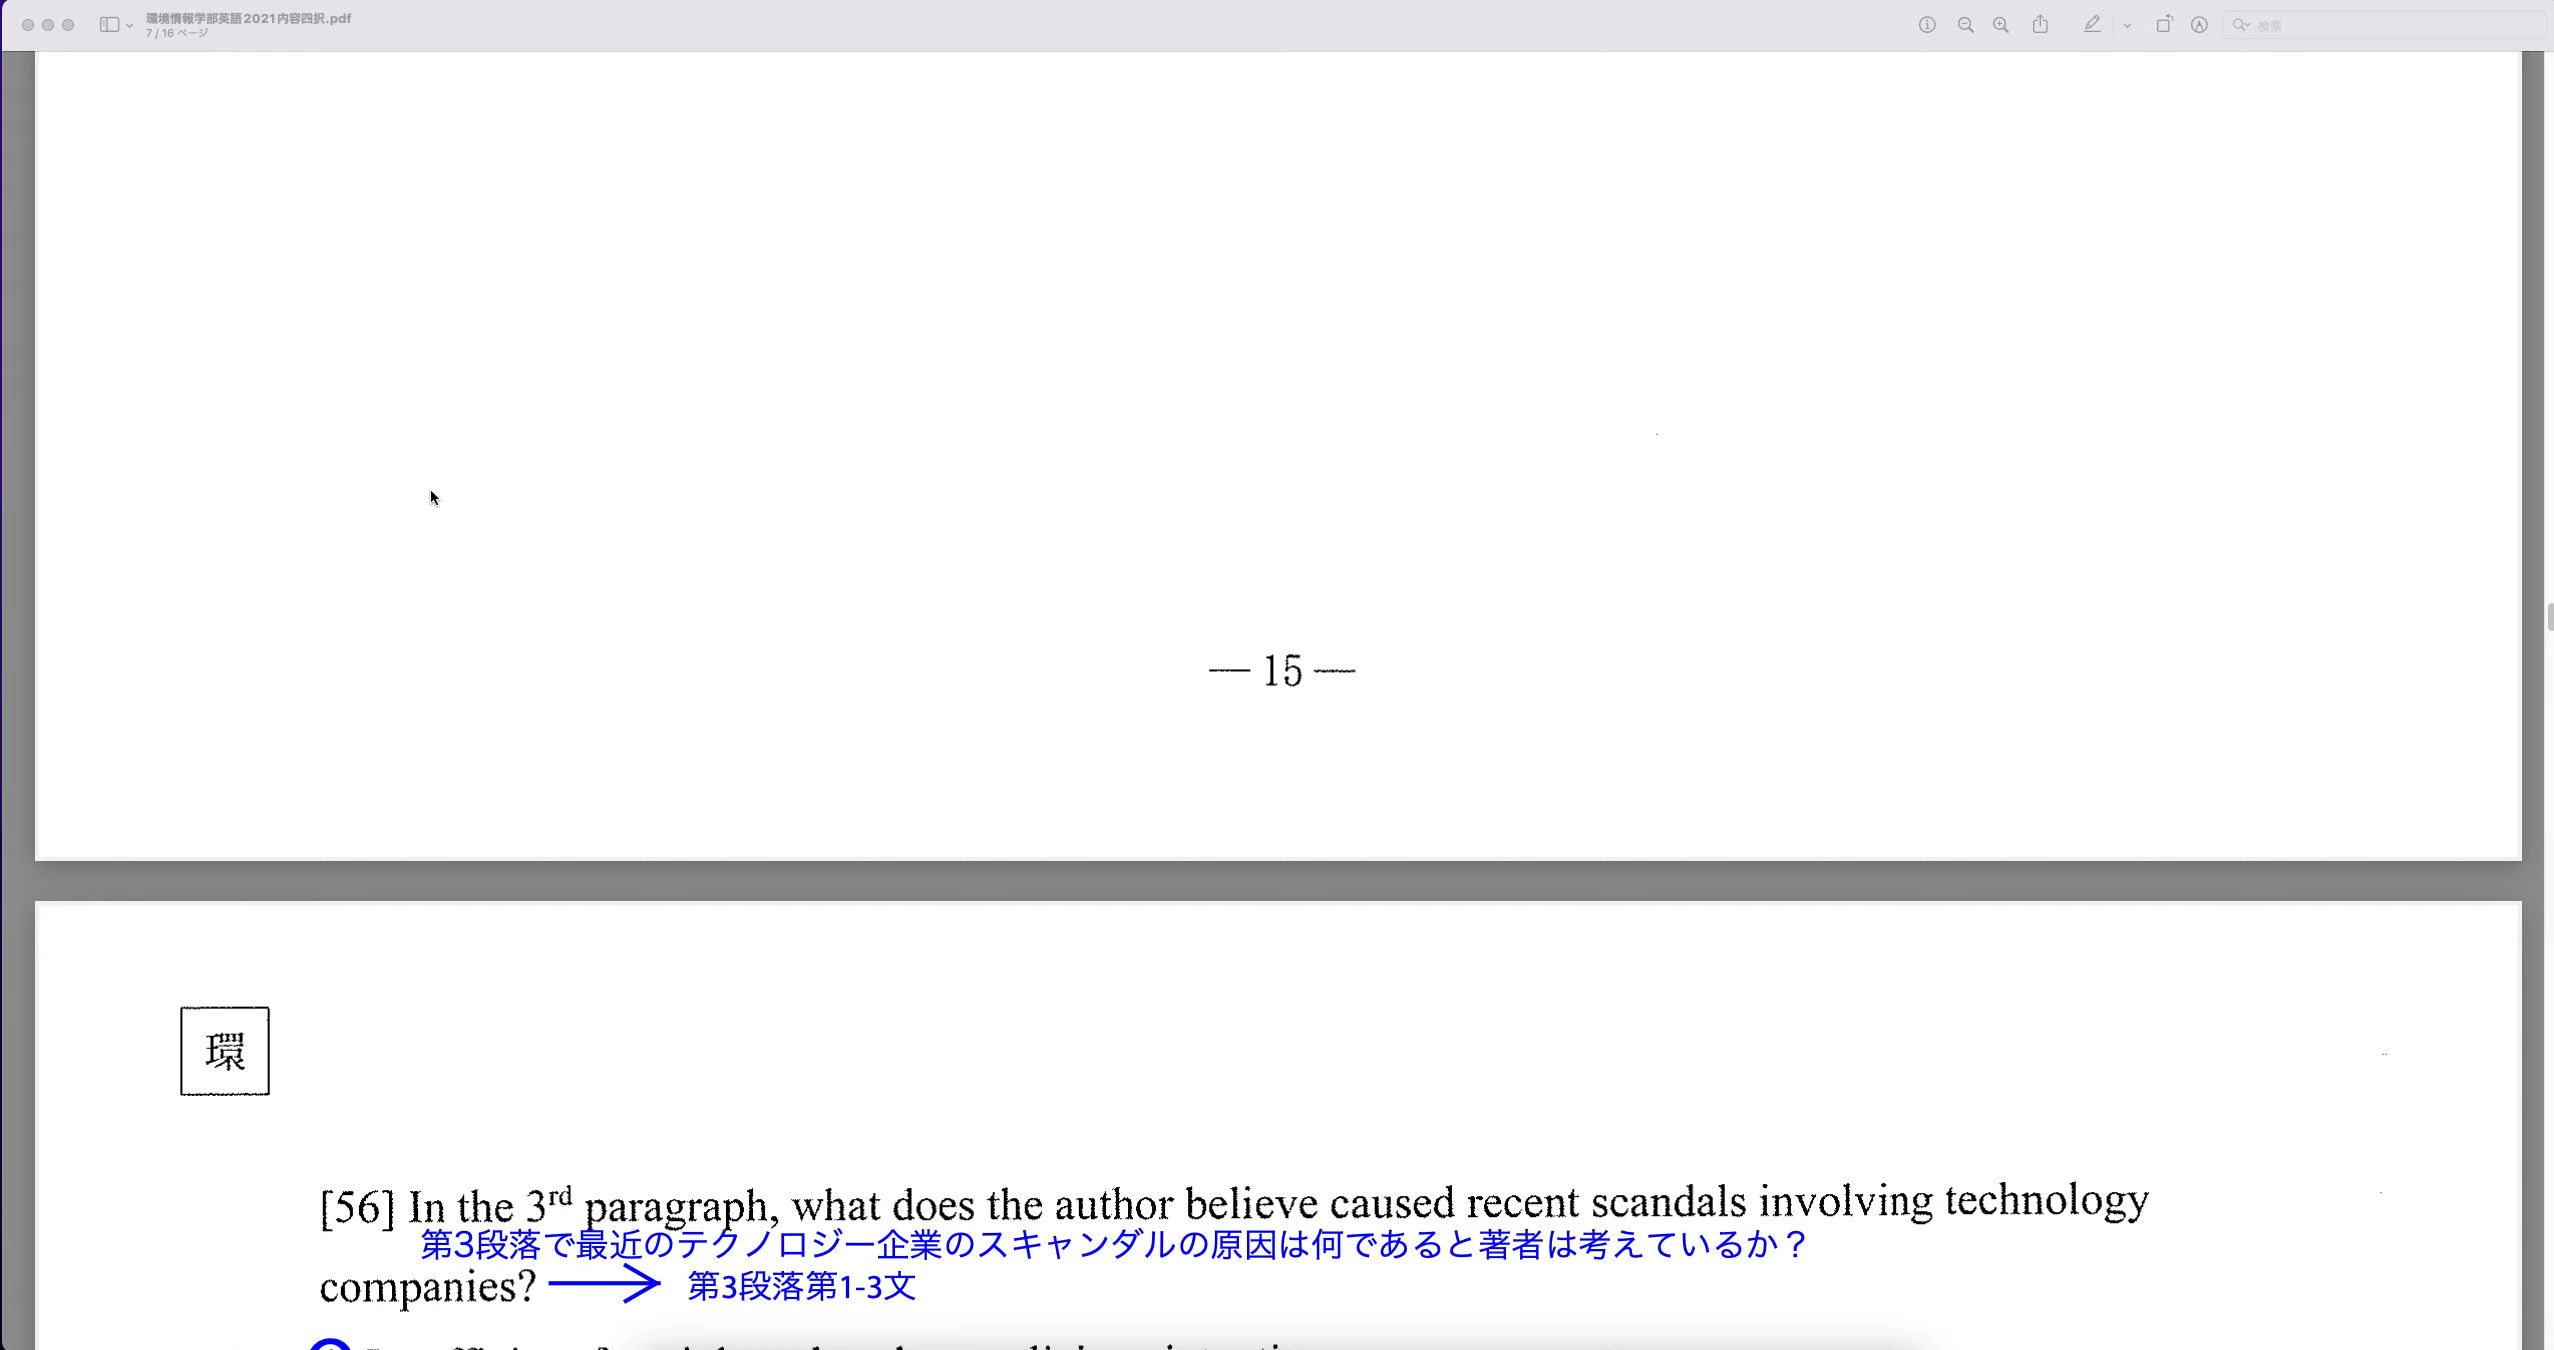 環境情報学部英語2021内容四択.pdf
7 / 16 ページ
検索
— 15 —
環
[56] In the 3rd paragraph, what does the author believe caused recent scandals involving technology
第3段落で最近のテクノロジー企業のスキャンダルの原因は何であると著者は考えているか？
companies? → 第3段落第1-3文